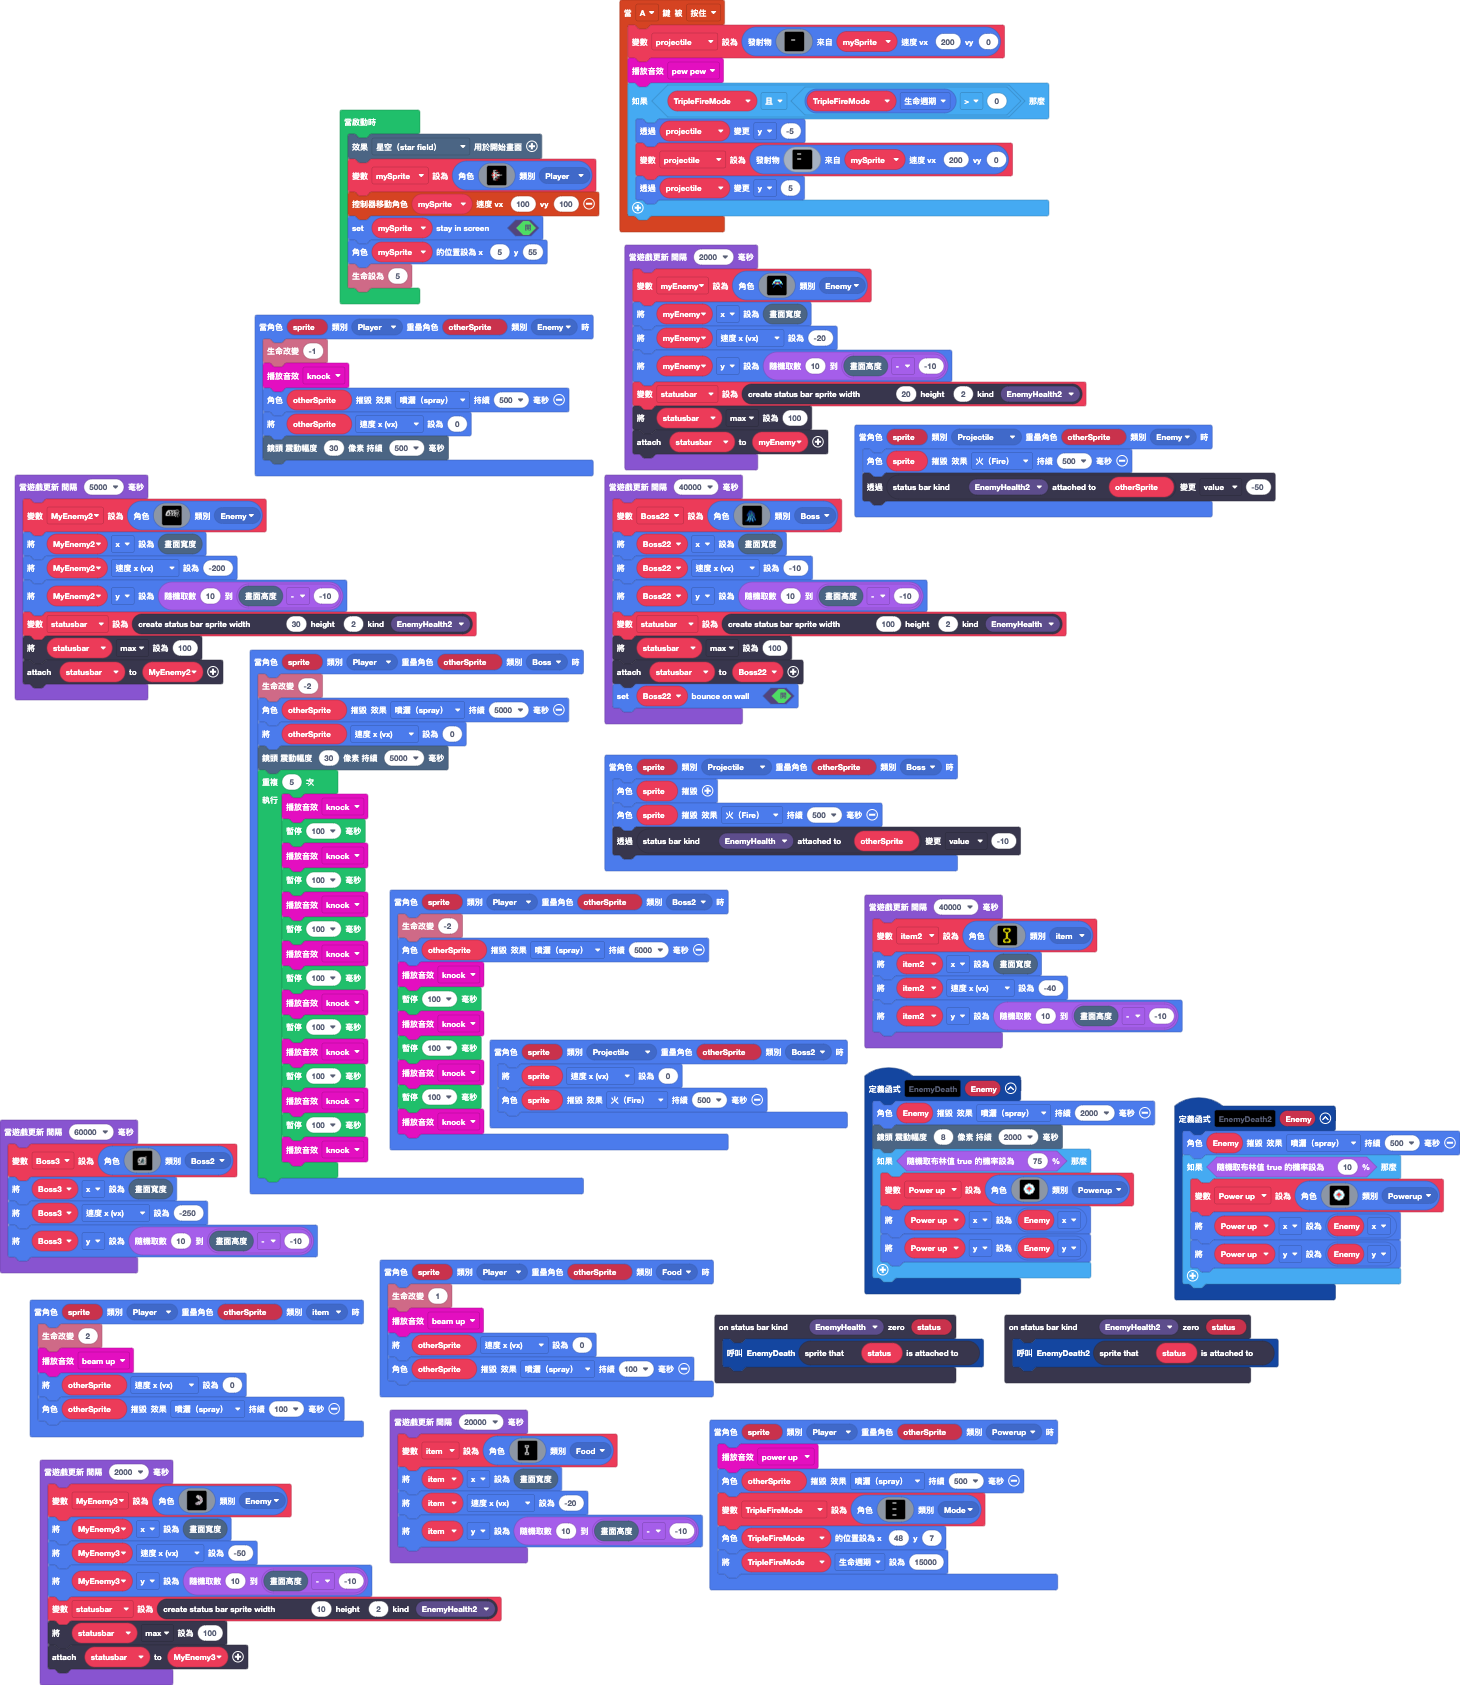 當 A 鍵 被 按住
變數 projectile 設為 發射物 來自 mySprite 速度 vx 200 vy 0
播放音效 pew pew
如果 TripleFireMode 且 TripleFireMode 生命週期 > 0 那麼
透過 projectile 變更 y -5
變數 projectile 設為 發射物 來自 mySprite 速度 vx 200 vy 0
透過 projectile 變更 y 5
當啟動時
效果 星空（star field） 用於開始畫面
變數 mySprite 設為 角色 類別 Player
控制器移動角色 mySprite 速度 vx 100 vy 100
set mySprite stay in screen 開
角色 mySprite 的位置設為 x 5 y 55
生命設為 5
當遊戲更新 間隔 2000 毫秒
變數 myEnemy 設為 角色 類別 Enemy
將 myEnemy x 設為 畫面寬度
將 myEnemy 速度 x (vx) 設為 -20
將 myEnemy y 設為 隨機取數 10 到 畫面高度 - -10
變數 statusbar 設為 create status bar sprite width 20 height 2 kind EnemyHealth2
將 statusbar max 設為 100
attach statusbar to myEnemy
當角色 sprite 類別 Player 重疊角色 otherSprite 類別 Enemy 時
生命改變 -1
播放音效 knock
角色 otherSprite 摧毀 效果 噴灑（spray） 持續 500 毫秒
將 otherSprite 速度 x (vx) 設為 0
鏡頭 震動幅度 30 像素 持續 500 毫秒
當角色 sprite 類別 Projectile 重疊角色 otherSprite 類別 Enemy 時
角色 sprite 摧毀 效果 火（Fire） 持續 500 毫秒
透過 status bar kind EnemyHealth2 attached to otherSprite 變更 value -50
當遊戲更新 間隔 5000 毫秒
變數 MyEnemy2 設為 角色 類別 Enemy
將 MyEnemy2 x 設為 畫面寬度
將 MyEnemy2 速度 x (vx) 設為 -200
將 MyEnemy2 y 設為 隨機取數 10 到 畫面高度 - -10
變數 statusbar 設為 create status bar sprite width 30 height 2 kind EnemyHealth2
將 statusbar max 設為 100
attach statusbar to MyEnemy2
當遊戲更新 間隔 40000 毫秒
變數 Boss22 設為 角色 類別 Boss
將 Boss22 x 設為 畫面寬度
將 Boss22 速度 x (vx) 設為 -10
將 Boss22 y 設為 隨機取數 10 到 畫面高度 - -10
變數 statusbar 設為 create status bar sprite width 100 height 2 kind EnemyHealth
將 statusbar max 設為 100
attach statusbar to Boss22
set Boss22 bounce on wall 開
當角色 sprite 類別 Player 重疊角色 otherSprite 類別 Boss 時
生命改變 -2
角色 otherSprite 摧毀 效果 噴灑（spray） 持續 5000 毫秒
將 otherSprite 速度 x (vx) 設為 0
鏡頭 震動幅度 30 像素 持續 5000 毫秒
重複 5 次
執行
播放音效 knock
暫停 100 毫秒
播放音效 knock
暫停 100 毫秒
播放音效 knock
暫停 100 毫秒
播放音效 knock
暫停 100 毫秒
播放音效 knock
暫停 100 毫秒
播放音效 knock
暫停 100 毫秒
播放音效 knock
暫停 100 毫秒
播放音效 knock
當角色 sprite 類別 Projectile 重疊角色 otherSprite 類別 Boss 時
角色 sprite 摧毀
角色 sprite 摧毀 效果 火（Fire） 持續 500 毫秒
透過 status bar kind EnemyHealth attached to otherSprite 變更 value -10
當角色 sprite 類別 Player 重疊角色 otherSprite 類別 Boss2 時
生命改變 -2
角色 otherSprite 摧毀 效果 噴灑（spray） 持續 5000 毫秒
播放音效 knock
暫停 100 毫秒
播放音效 knock
暫停 100 毫秒
播放音效 knock
暫停 100 毫秒
播放音效 knock
當角色 sprite 類別 Projectile 重疊角色 otherSprite 類別 Boss2 時
將 sprite 速度 x (vx) 設為 0
角色 sprite 摧毀 效果 火（Fire） 持續 500 毫秒
當遊戲更新 間隔 40000 毫秒
變數 item2 設為 角色 類別 item
將 item2 x 設為 畫面寬度
將 item2 速度 x (vx) 設為 -40
將 item2 y 設為 隨機取數 10 到 畫面高度 - -10
定義函式 EnemyDeath Enemy
角色 Enemy 摧毀 效果 噴灑（spray） 持續 2000 毫秒
鏡頭 震動幅度 8 像素 持續 2000 毫秒
如果 隨機取布林值 true 的機率設為 75 % 那麼
變數 Power up 設為 角色 類別 Powerup
將 Power up x 設為 Enemy x
將 Power up y 設為 Enemy y
定義函式 EnemyDeath2 Enemy
角色 Enemy 摧毀 效果 噴灑（spray） 持續 500 毫秒
如果 隨機取布林值 true 的機率設為 10 % 那麼
變數 Power up 設為 角色 類別 Powerup
將 Power up x 設為 Enemy x
將 Power up y 設為 Enemy y
當遊戲更新 間隔 60000 毫秒
變數 Boss3 設為 角色 類別 Boss2
將 Boss3 x 設為 畫面寬度
將 Boss3 速度 x (vx) 設為 -250
將 Boss3 y 設為 隨機取數 10 到 畫面高度 - -10
當角色 sprite 類別 Player 重疊角色 otherSprite 類別 Food 時
生命改變 1
播放音效 beam up
將 otherSprite 速度 x (vx) 設為 0
角色 otherSprite 摧毀 效果 噴灑（spray） 持續 100 毫秒
當角色 sprite 類別 Player 重疊角色 otherSprite 類別 item 時
生命改變 2
播放音效 beam up
將 otherSprite 速度 x (vx) 設為 0
角色 otherSprite 摧毀 效果 噴灑（spray） 持續 100 毫秒
on status bar kind EnemyHealth zero status
呼叫 EnemyDeath sprite that status is attached to
on status bar kind EnemyHealth2 zero status
呼叫 EnemyDeath2 sprite that status is attached to
當遊戲更新 間隔 20000 毫秒
變數 item 設為 角色 類別 Food
將 item x 設為 畫面寬度
將 item 速度 x (vx) 設為 -20
將 item y 設為 隨機取數 10 到 畫面高度 - -10
當角色 sprite 類別 Player 重疊角色 otherSprite 類別 Powerup 時
播放音效 power up
角色 otherSprite 摧毀 效果 噴灑（spray） 持續 500 毫秒
變數 TripleFireMode 設為 角色 類別 Mode
角色 TripleFireMode 的位置設為 x 48 y 7
將 TripleFireMode 生命週期 設為 15000
當遊戲更新 間隔 2000 毫秒
變數 MyEnemy3 設為 角色 類別 Enemy
將 MyEnemy3 x 設為 畫面寬度
將 MyEnemy3 速度 x (vx) 設為 -50
將 MyEnemy3 y 設為 隨機取數 10 到 畫面高度 - -10
變數 statusbar 設為 create status bar sprite width 10 height 2 kind EnemyHealth2
將 statusbar max 設為 100
attach statusbar to MyEnemy3